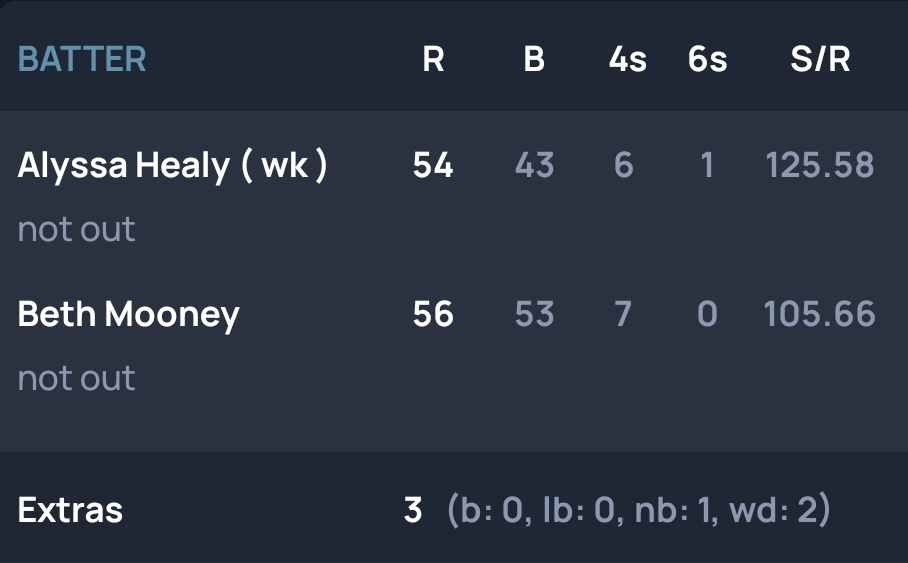 BATTER R B 4s 6s S/R
Alyssa Healy ( wk ) 54 43 6 1 125.58
not out
Beth Mooney 56 53 7 0 105.66
not out
Extras 3 (b: 0, lb: 0, nb: 1, wd: 2)